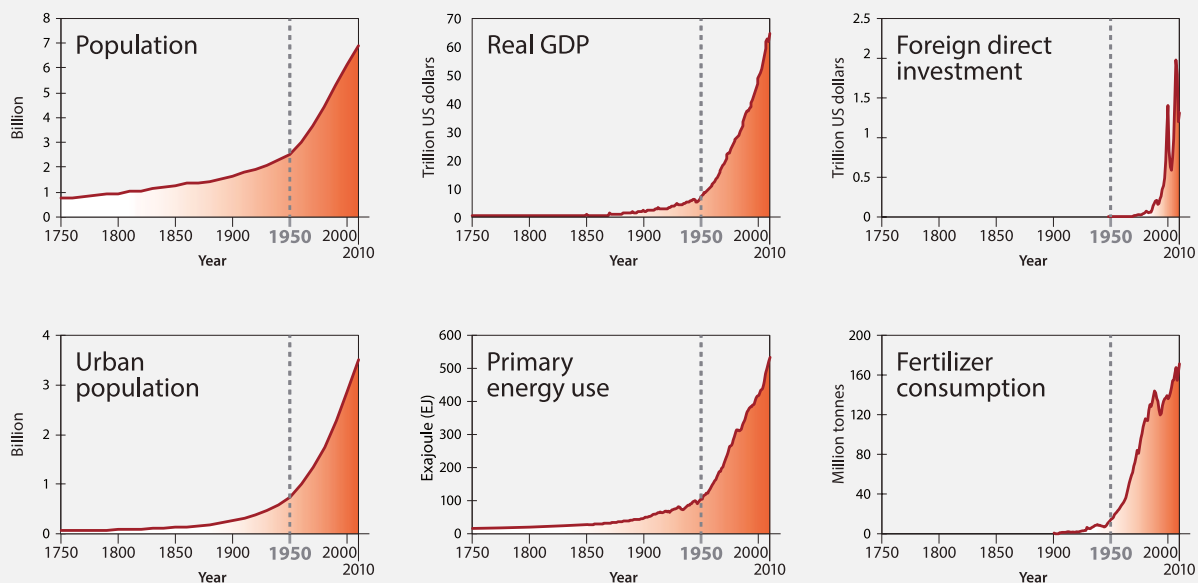 Population
Billion
8
7
6
5
4
3
2
1
0
1750 1800 1850 1900 1950 2000
2010
Year
Real GDP
Trillion US dollars
70
60
50
40
30
20
10
0
1750 1800 1850 1900 1950 2000
2010
Year
Foreign direct
investment
Trillion US dollars
2.5
2
1.5
1
0.5
0
1750 1800 1850 1900 1950 2000
2010
Year
Urban
population
Billion
4
3
2
1
0
1750 1800 1850 1900 1950 2000
2010
Year
Primary
energy use
Exajoule (EJ)
600
500
400
300
200
100
0
1750 1800 1850 1900 1950 2000
2010
Year
Fertilizer
consumption
Million tonnes
200
160
120
80
40
0
1750 1800 1850 1900 1950 2000
2010
Year